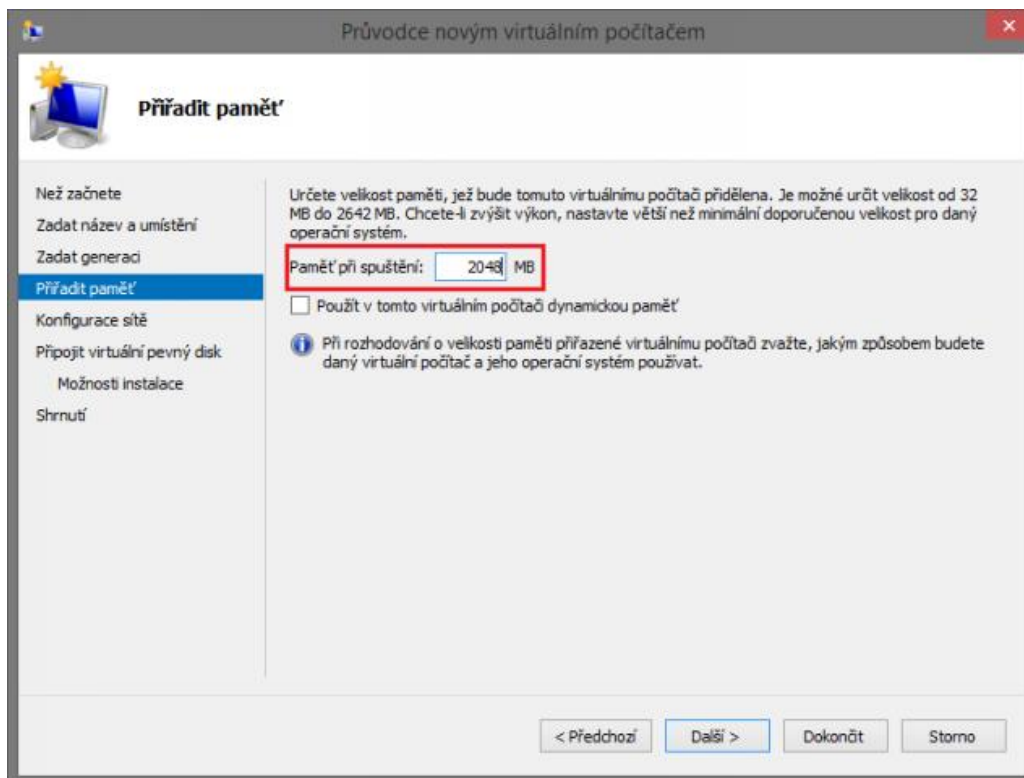 Průvodce novým virtuálním počítačem
Přiřadit paměť
Než začnete
Zadat název a umístění
Zadat generaci
Přiřadit paměť
Konfigurace sítě
Připojit virtuální pevný disk
Možnosti instalace
Shrnutí
Určete velikost paměti, jež bude tomuto virtuálnímu počítači přidělena. Je možné určit velikost od 32
MB do 2642 MB. Chcete-li zvýšit výkon, nastavte větší než minimální doporučenou velikost pro daný
operační systém.
Paměť při spuštění: 2048 MB
Použít v tomto virtuálním počítači dynamickou paměť
Při rozhodování o velikosti paměti přiřazené virtuálnímu počítači zvažte, jakým způsobem budete
daný virtuální počítač a jeho operační systém používat.
< Předchozí Další > Dokončit Storno